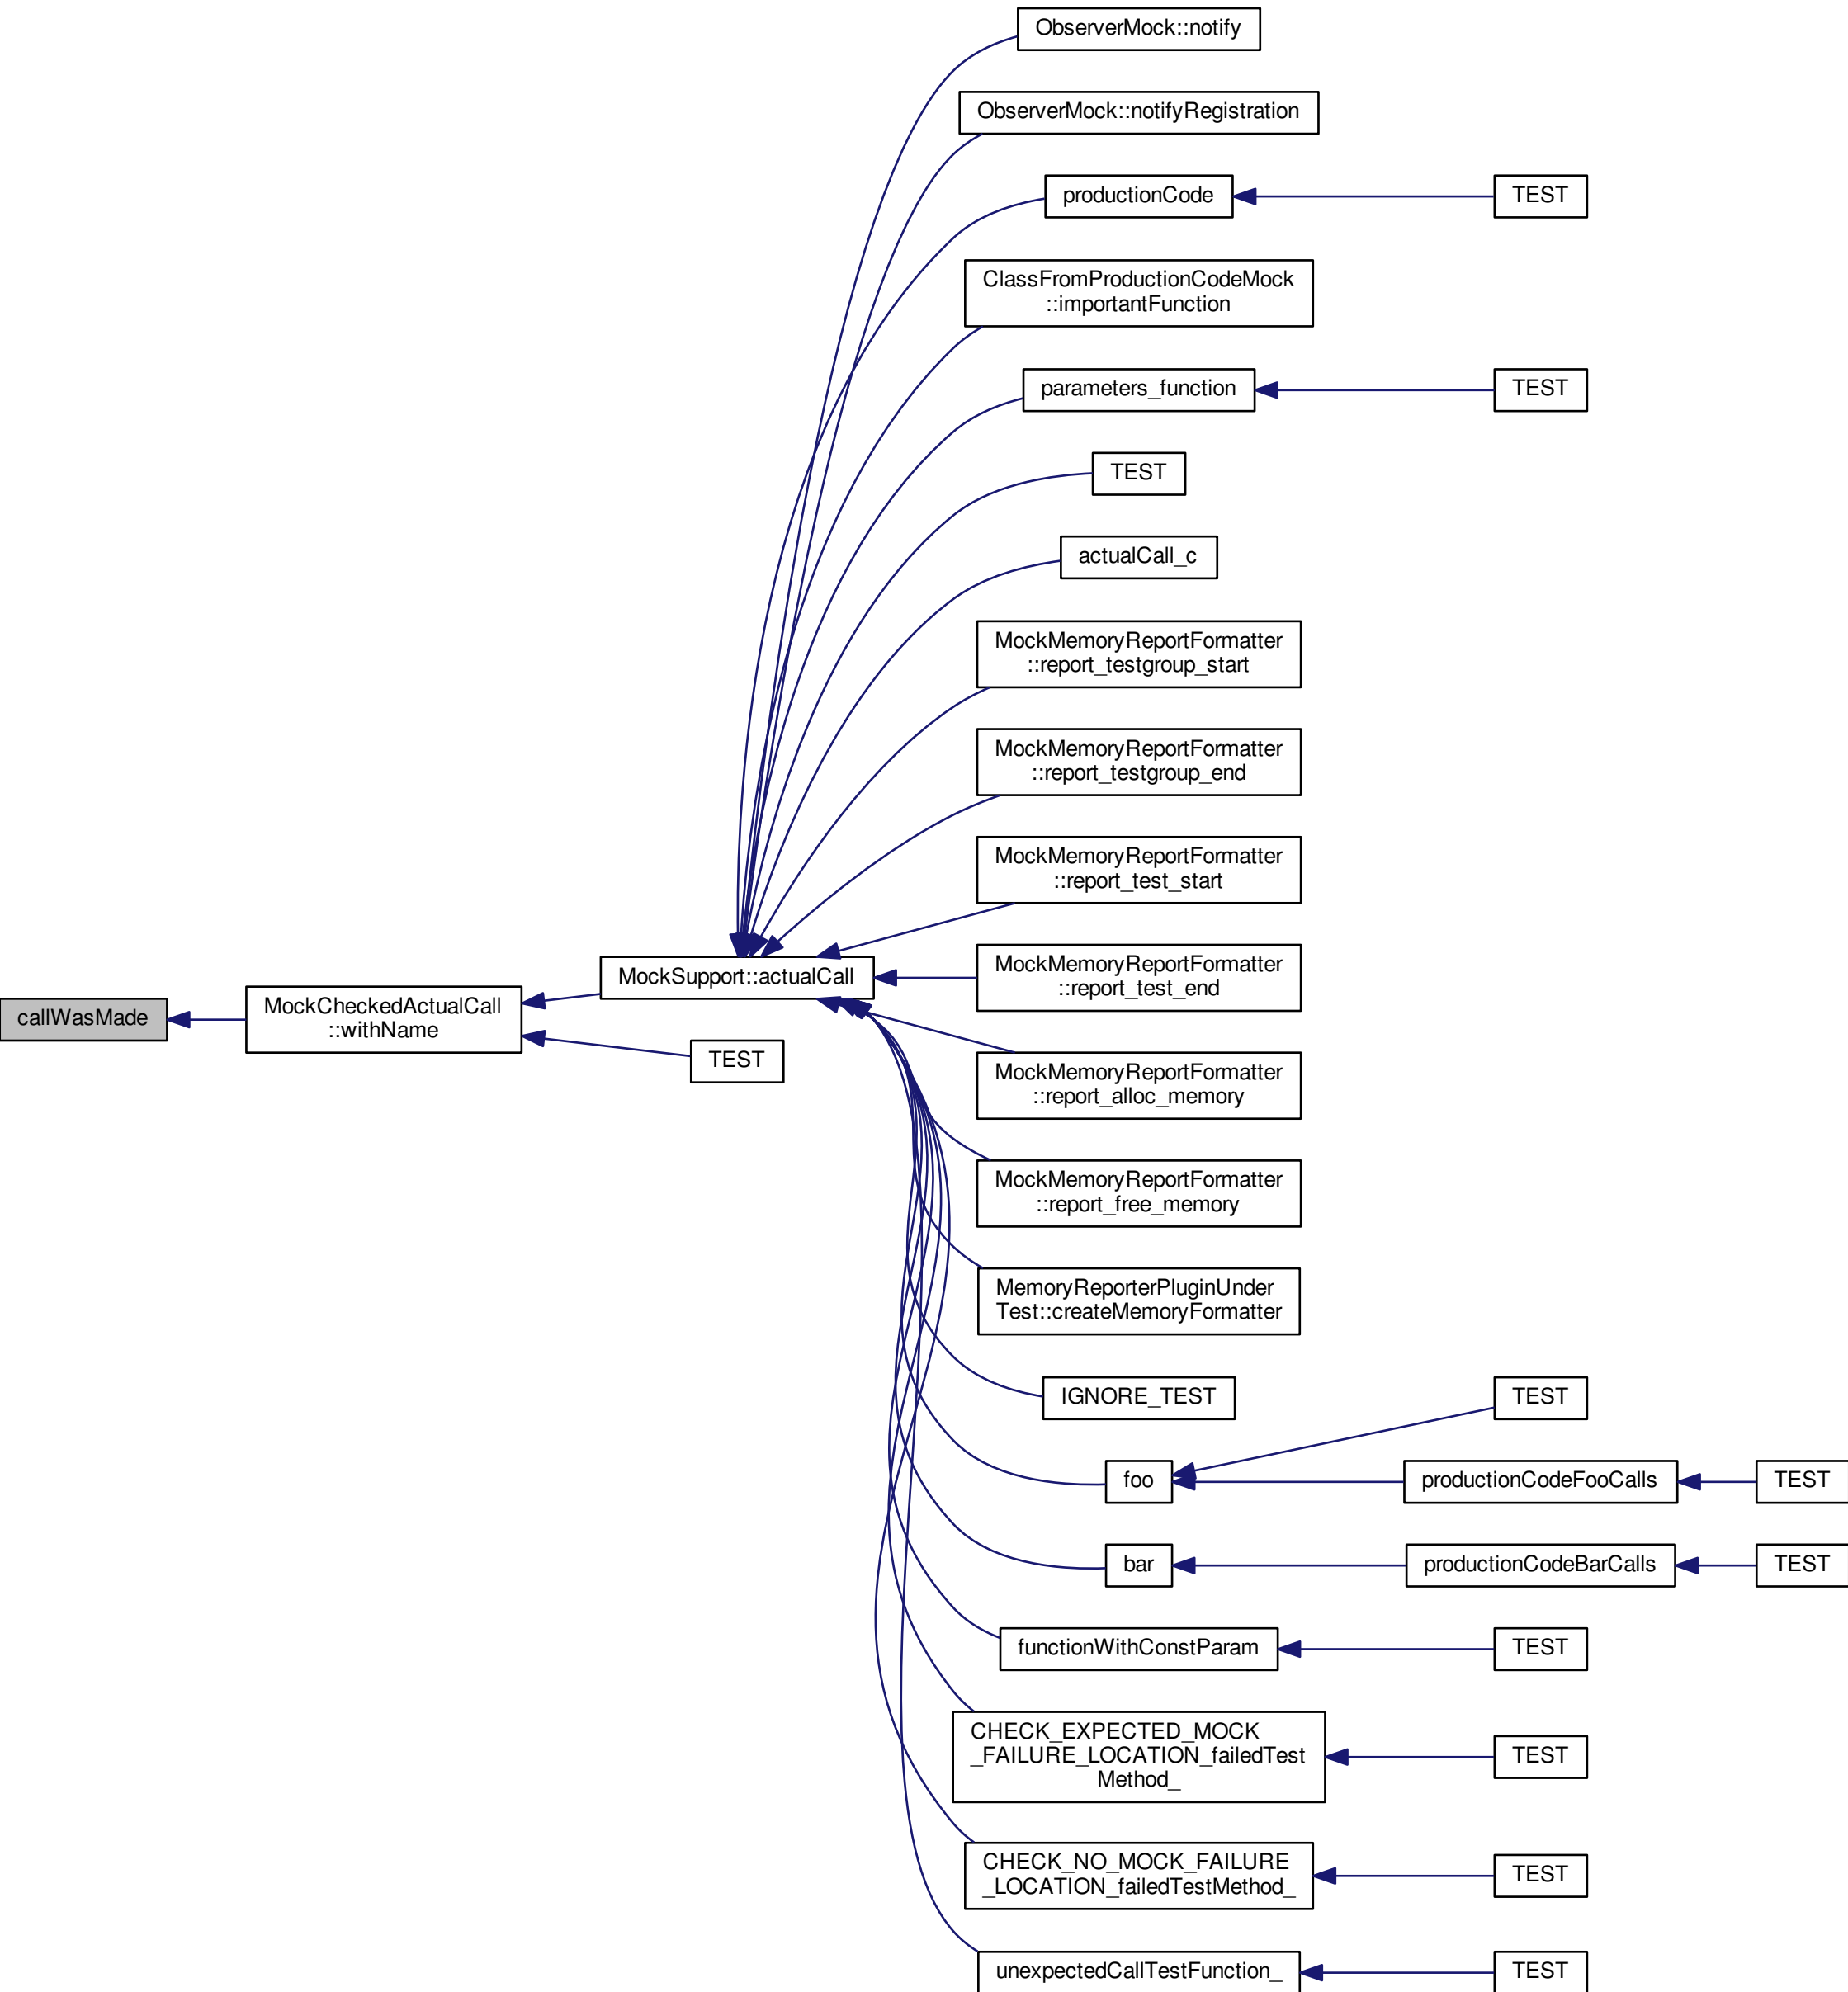 ObserverMock::notify
ObserverMock::notifyRegistration
productionCode
TEST
ClassFromProductionCodeMock
::importantFunction
parameters_function
TEST
TEST
actualCall_c
MockMemoryReportFormatter
::report_testgroup_start
MockMemoryReportFormatter
::report_testgroup_end
MockMemoryReportFormatter
::report_test_start
MockSupport::actualCall
MockMemoryReportFormatter
::report_test_end
callWasMade
MockCheckedActualCall
::withName
TEST
MockMemoryReportFormatter
::report_alloc_memory
MockMemoryReportFormatter
::report_free_memory
MemoryReporterPluginUnder
Test::createMemoryFormatter
IGNORE_TEST
TEST
foo
productionCodeFooCalls
TEST
bar
productionCodeBarCalls
TEST
functionWithConstParam
TEST
CHECK_EXPECTED_MOCK
_FAILURE_LOCATION_failedTest
Method_
TEST
CHECK_NO_MOCK_FAILURE
_LOCATION_failedTestMethod_
TEST
unexpectedCallTestFunction_
TEST